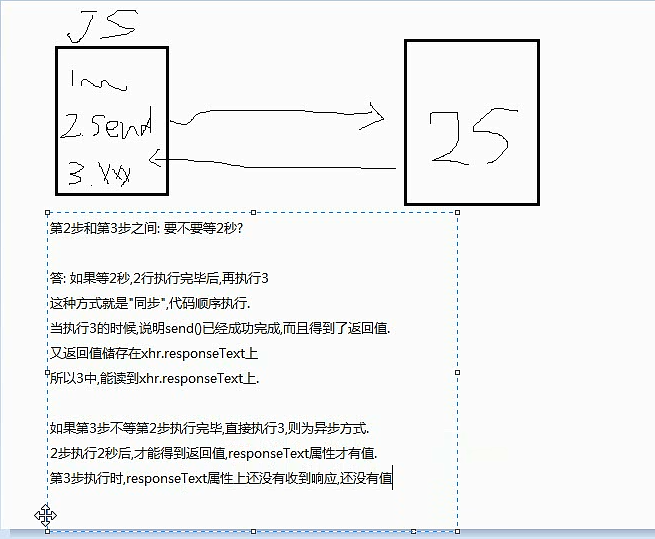 JS
1
2.send
3.xxx
2S
第2步和第3步之间: 要不要等2秒?
答: 如果等2秒,2行执行完毕后,再执行3
这种方式就是"同步",代码顺序执行.
当执行3的时候,说明send()已经成功完成,而且得到了返回值.
又返回值储存在xhr.responseText上
所以3中,能读到xhr.responseText上.
如果第3步不等第2步执行完毕,直接执行3,则为异步方式.
2步执行2秒后,才能得到返回值,responseText属性才有值.
第3步执行时,responseText属性上还没有收到响应,还没有值